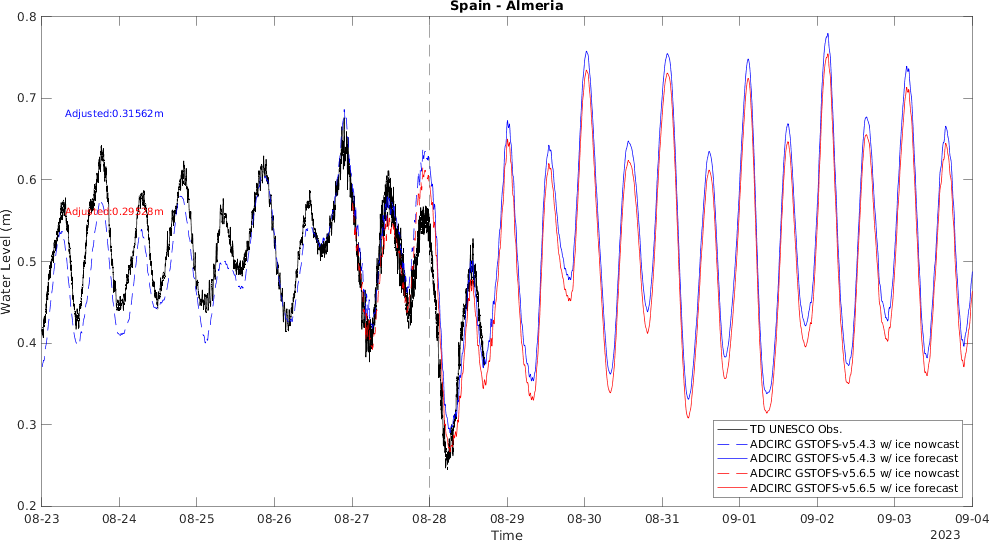 Spain - Almeria
0.8
0.7
0.6
0.5
0.4
0.3
0.2
Water Level (m)
Adjusted:0.31562m
Adjusted:0.29528m
TD UNESCO Obs.
ADCIRC GSTOFS-v5.4.3 w/ ice nowcast
ADCIRC GSTOFS-v5.4.3 w/ ice forecast
ADCIRC GSTOFS-v5.6.5 w/ ice nowcast
ADCIRC GSTOFS-v5.6.5 w/ ice forecast
08-23 08-24 08-25 08-26 08-27 08-28 08-29 08-30 08-31 09-01 09-02 09-03 09-04
Time
2023